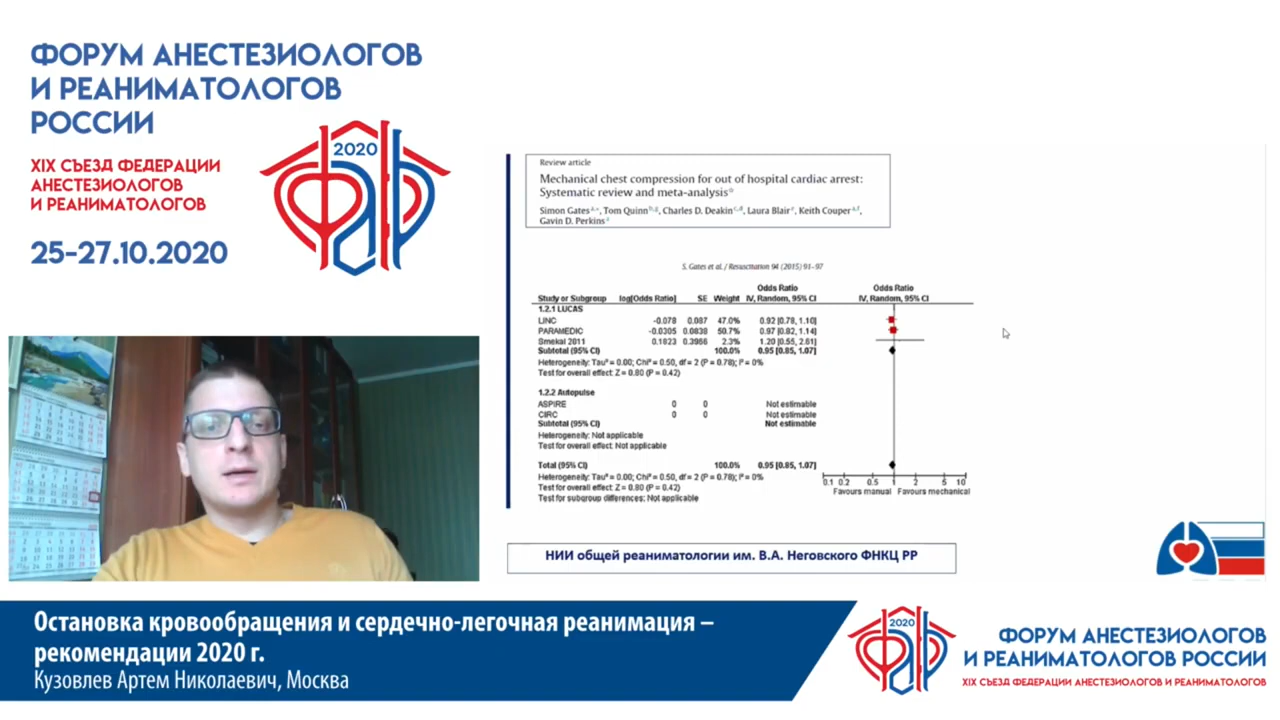 ФОРУМ АНЕСТЕЗИОЛОГОВ
И РЕАНИМАТОЛОГОВ
РОССИИ
XIX СЪЕЗД ФЕДЕРАЦИИ
АНЕСТЕЗИОЛОГОВ
И РЕАНИМАТОЛОГОВ
25-27.10.2020
2020
Review article
Mechanical chest compression for out of hospital cardiac arrest:
Systematic review and meta-analysis
Simon Gates, Tom Quinn, Charles D. Deakin, Laura Blair, Keith Couper,
Gavin D. Perkins
S. Gates et al. / Resuscitation 94 (2015) 91–97
Odds Ratio Odds Ratio
Study or Subgroup log[Odds Ratio] SE Weight IV, Random, 95% CI IV, Random, 95% CI
1.2.1 LUCAS
LINC -0.078 0.087 47.0% 0.92 [0.78, 1.10]
PARAMEDIC -0.0305 0.0838 50.7% 0.97 [0.82, 1.14]
Smekal 2011 0.1823 0.3966 2.3% 1.20 [0.55, 2.61]
Subtotal (95% CI) 100.0% 0.95 [0.85, 1.07]
Heterogeneity: Tau² = 0.00; Chi² = 0.50, df = 2 (P = 0.78); I² = 0%
Test for overall effect: Z = 0.80 (P = 0.42)
1.2.2 Autopulse
ASPIRE 0 0 Not estimable
CIRC 0 0 Not estimable
Subtotal (95% CI) Not estimable
Heterogeneity: Not applicable
Test for overall effect: Not applicable
Total (95% CI) 100.0% 0.95 [0.85, 1.07]
Heterogeneity: Tau² = 0.00; Chi² = 0.50, df = 2 (P = 0.78); I² = 0%
Test for overall effect: Z = 0.80 (P = 0.42)
Test for subgroup differences: Not applicable
0.1 0.2 0.5 1 2 5 10
Favours manual Favours mechanical
НИИ общей реаниматологии им. В.А. Неговского ФНКЦ РР
Остановка кровообращения и сердечно-легочная реанимация –
рекомендации 2020 г.
Кузовлев Артем Николаевич, Москва
2020
ФОРУМ АНЕСТЕЗИОЛОГОВ
И РЕАНИМАТОЛОГОВ РОССИИ
XIX СЪЕЗД ФЕДЕРАЦИИ АНЕСТЕЗИОЛОГОВ И РЕАНИМАТОЛОГОВ